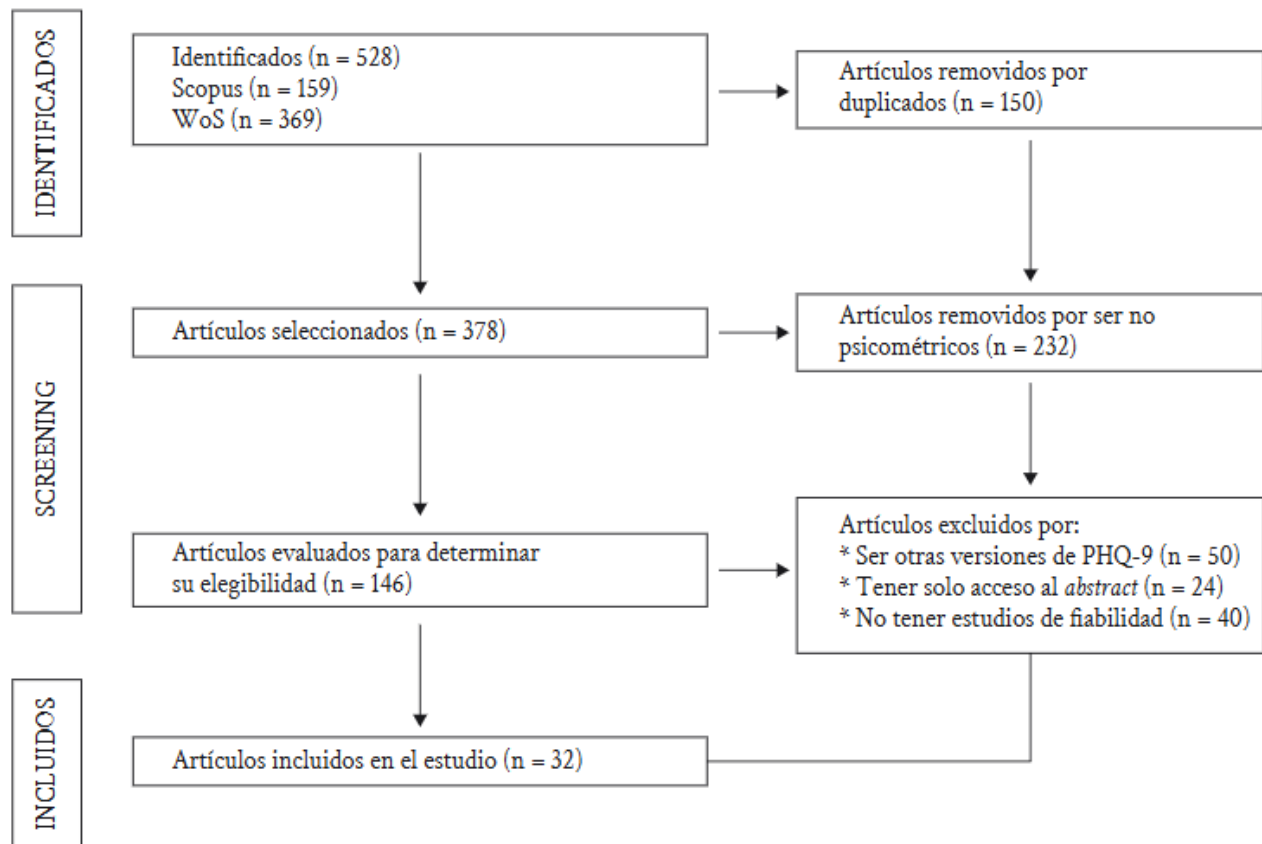 IDENTIFICADOS
Identificados (n = 528)
Scopus (n = 159)
WoS (n = 369)
Artículos removidos por
duplicados (n = 150)
SCREENING
Artículos seleccionados (n = 378)
Artículos removidos por ser no
psicométricos (n = 232)
Artículos evaluados para determinar
su elegibilidad (n = 146)
Artículos excluidos por:
* Ser otras versiones de PHQ-9 (n = 50)
* Tener solo acceso al abstract (n = 24)
* No tener estudios de fiabilidad (n = 40)
INCLUIDOS
Artículos incluidos en el estudio (n = 32)